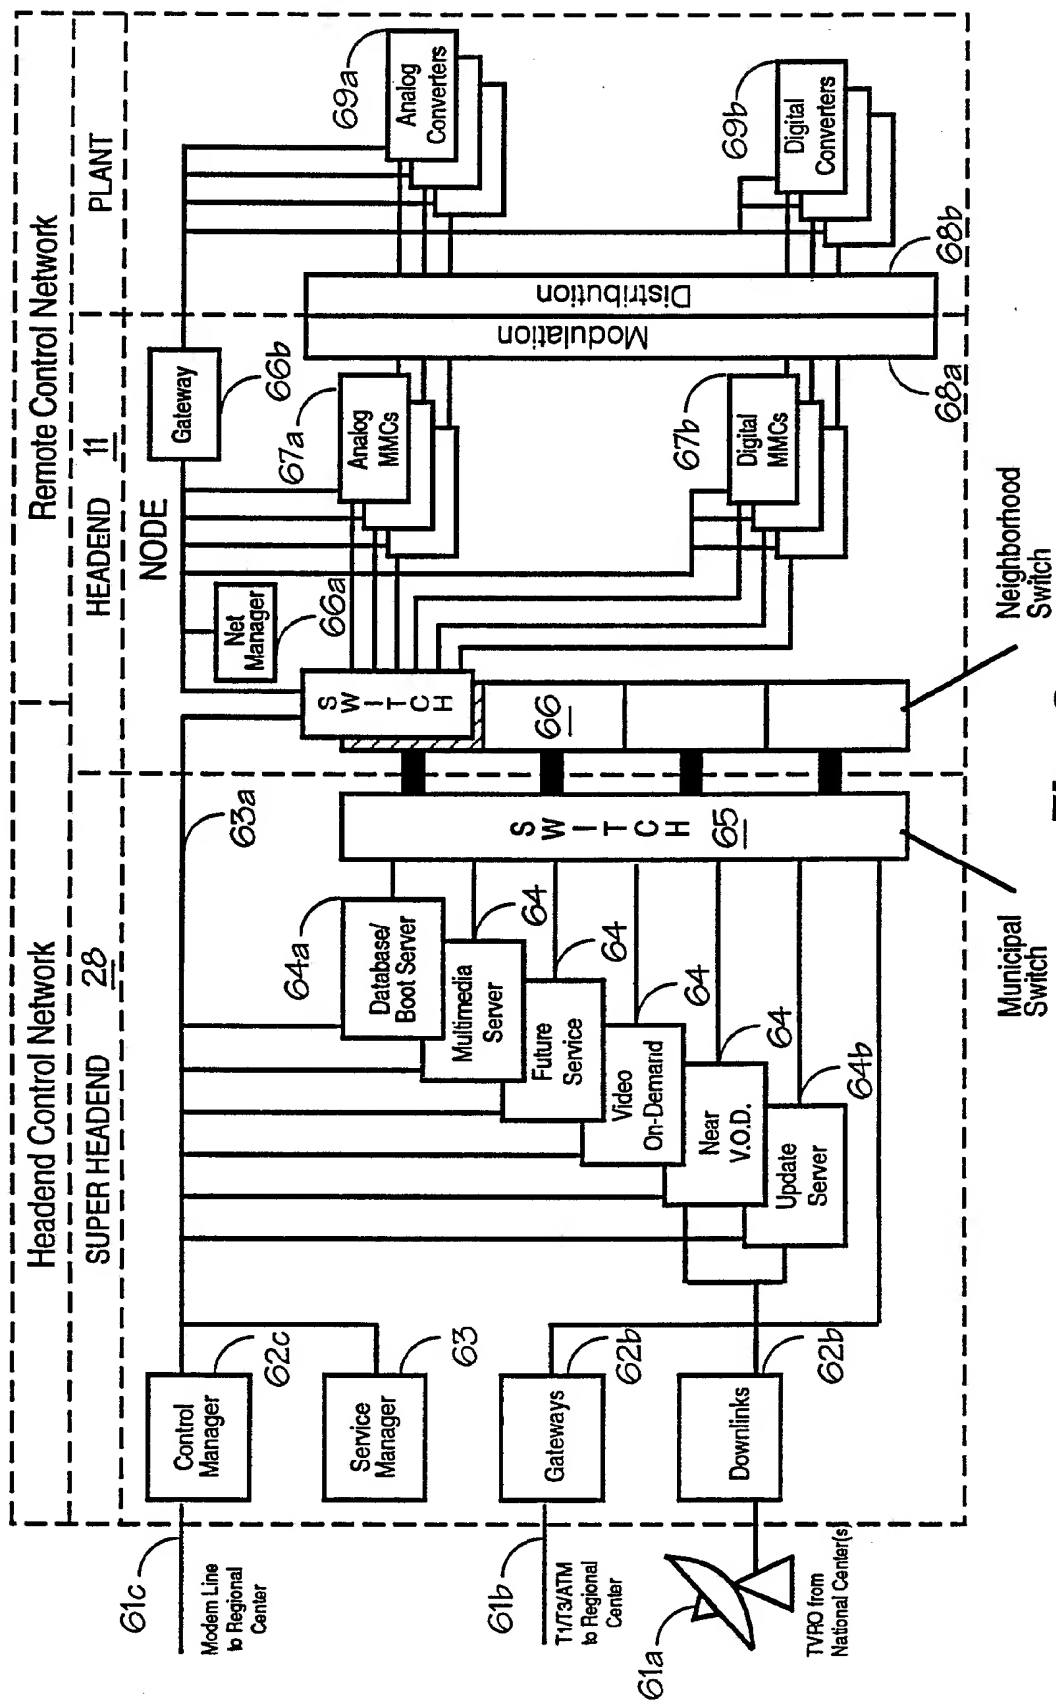 Headend Control Network
Remote Control Network
SUPER HEADEND 28
HEADEND 11
PLANT
NODE
61c
Modem Line
to Regional
Center
Control
Manager
62c
63a
Service
Manager
63
61b
T1/T3/ATM
to Regional
Center
Gateways
62b
61a
TVRO from
National Center(s)
Downlinks
62b
64a
Database/
Boot Server
Multimedia
Server
64
Future
Service
64
Video
On-Demand
64
Near
V.O.D.
64
Update
Server
64b
SWITCH
65
Municipal
Switch
SWITCH
66
Neighborhood
Switch
Net
Manager
66a
Gateway
66b
67a
Analog
MMCs
67b
Digital
MMCs
Modulation
68a
Distribution
68b
69a
Analog
Converters
69b
Digital
Converters